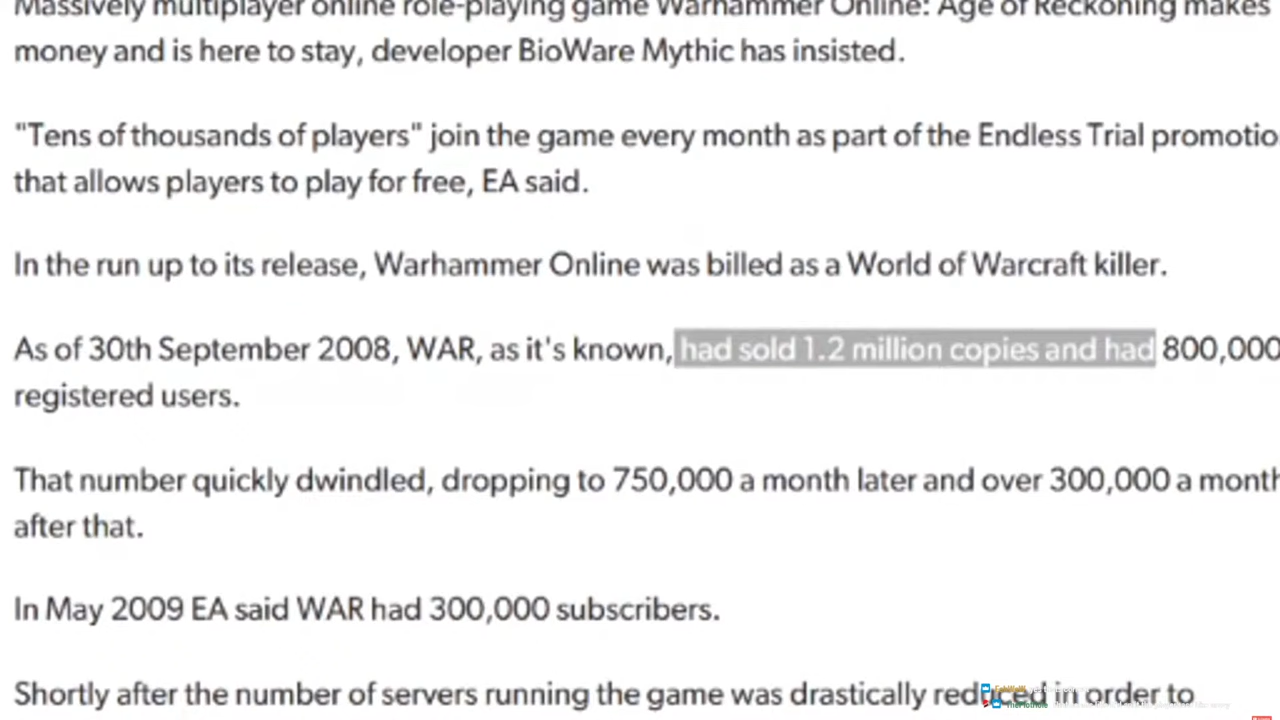 Massively multiplayer online role-playing game Warhammer Online: Age of Reckoning makes
money and is here to stay, developer BioWare Mythic has insisted.
"Tens of thousands of players" join the game every month as part of the Endless Trial promotio
that allows players to play for free, EA said.
In the run up to its release, Warhammer Online was billed as a World of Warcraft killer.
As of 30th September 2008, WAR, as it's known, had sold 1.2 million copies and had 800,000
registered users.
That number quickly dwindled, dropping to 750,000 a month later and over 300,000 a month
after that.
In May 2009 EA said WAR had 300,000 subscribers.
Shortly after the number of servers running the game was drastically reduced in order to